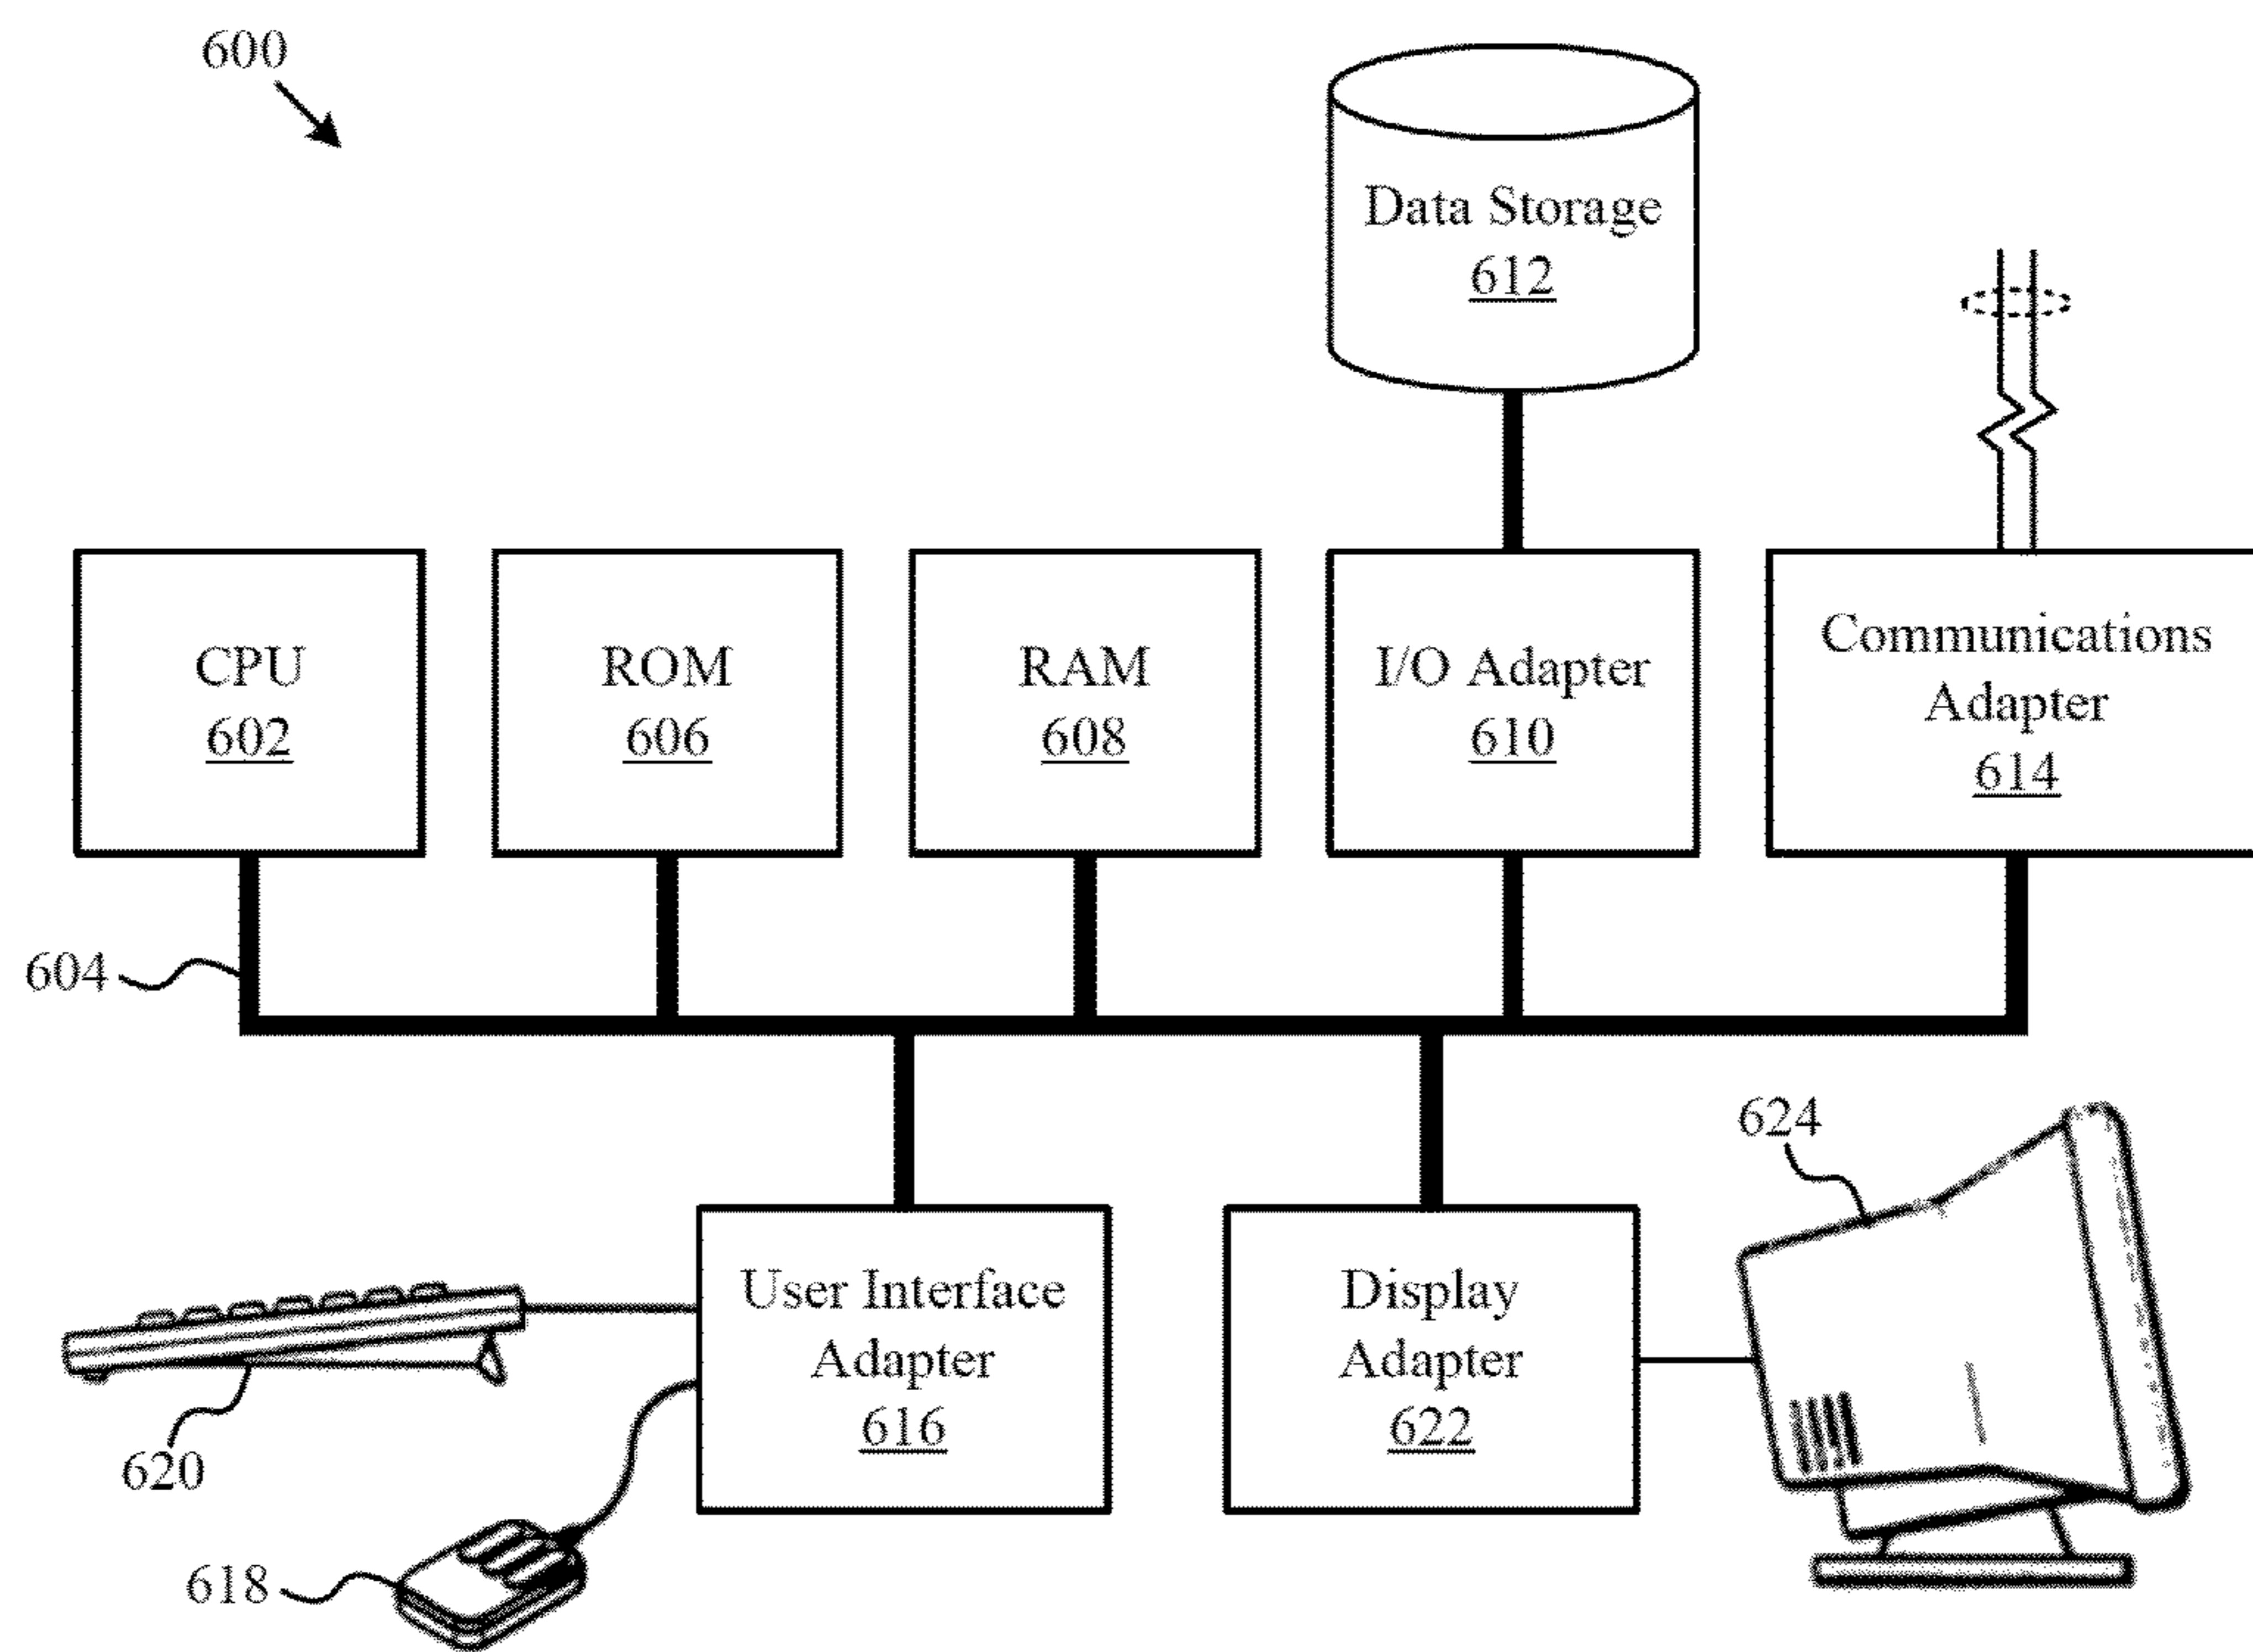 600
Data Storage
612
CPU
602
ROM
606
RAM
608
I/O Adapter
610
Communications
Adapter
614
604
624
User Interface
Adapter
616
Display
Adapter
622
620
618